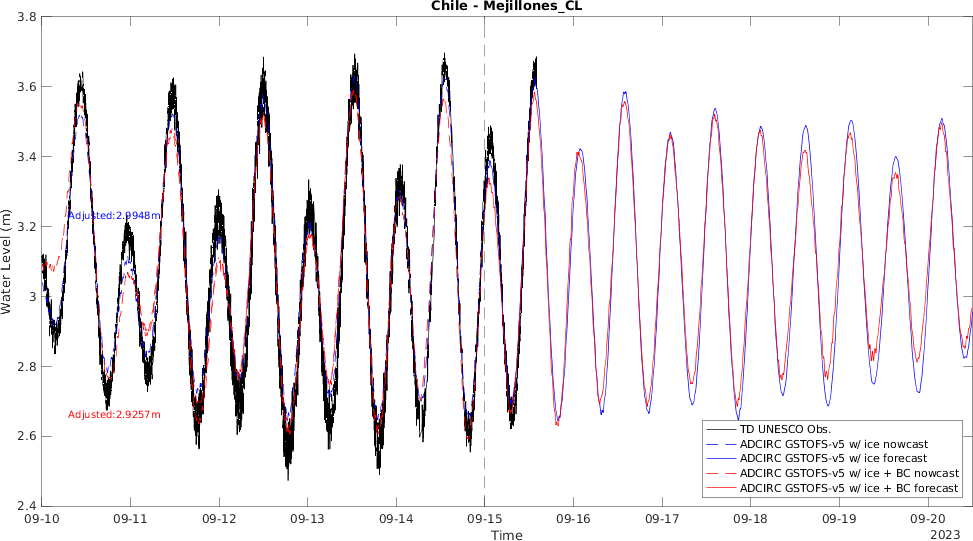 Chile - Mejillones_CL
3.8
3.6
3.4
3.2
3
2.8
2.6
2.4
Water Level (m)
Adjusted:2.9948m
Adjusted:2.9257m
TD UNESCO Obs.
ADCIRC GSTOFS-v5 w/ ice nowcast
ADCIRC GSTOFS-v5 w/ ice forecast
ADCIRC GSTOFS-v5 w/ ice + BC nowcast
ADCIRC GSTOFS-v5 w/ ice + BC forecast
09-10 09-11 09-12 09-13 09-14 09-15 09-16 09-17 09-18 09-19 09-20
2023
Time